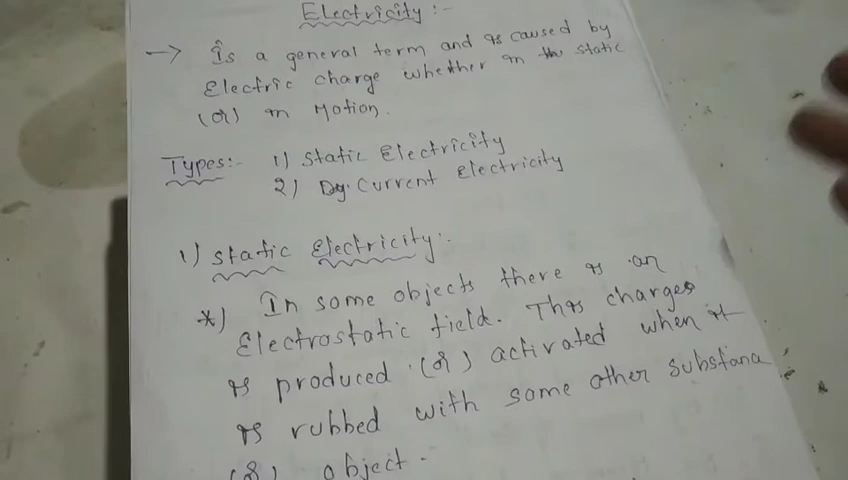 Electricity :-
→ Is a general term and is caused by
Electric charge whether in the static
(or) in Motion.
Types:- 1) Static Electricity
2) Dy. Current Electricity
1) Static Electricity:-
*) In some objects there is an
Electrostatic field. This charges
is produced (or) activated when it
is rubbed with some other substana
(or) object.